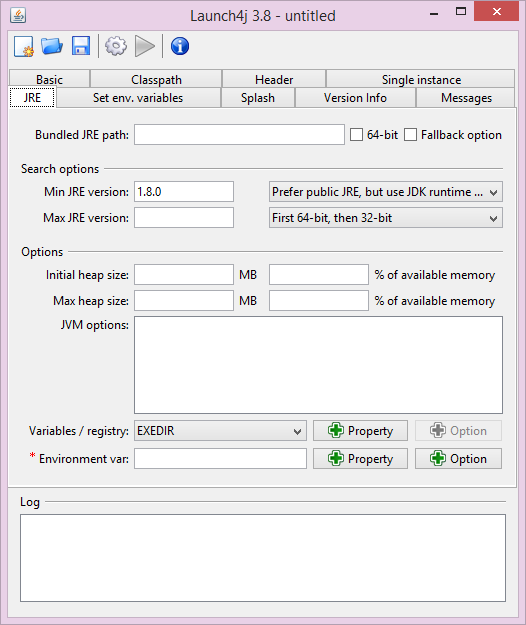 Launch4j 3.8 - untitled
Basic Classpath Header Single instance
JRE Set env. variables Splash Version Info Messages
Bundled JRE path: 64-bit Fallback option
Search options
Min JRE version: 1.8.0 Prefer public JRE, but use JDK runtime ...
Max JRE version: First 64-bit, then 32-bit
Options
Initial heap size: MB % of available memory
Max heap size: MB % of available memory
JVM options:
Variables / registry: EXEDIR Property Option
* Environment var: Property Option
Log